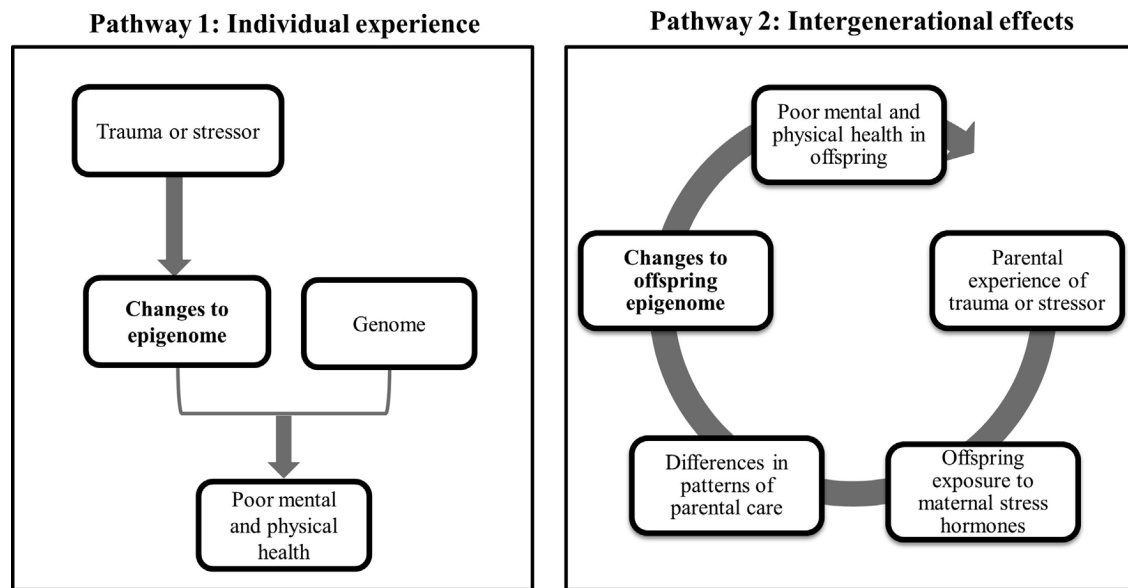 Pathway 1: Individual experience
Trauma or stressor
Changes to
epigenome
Genome
Poor mental
and physical
health
Pathway 2: Intergenerational effects
Poor mental and
physical health in
offspring
Parental
experience of
trauma or stressor
Offspring
exposure to
maternal stress
hormones
Differences in
patterns of
parental care
Changes to
offspring
epigenome